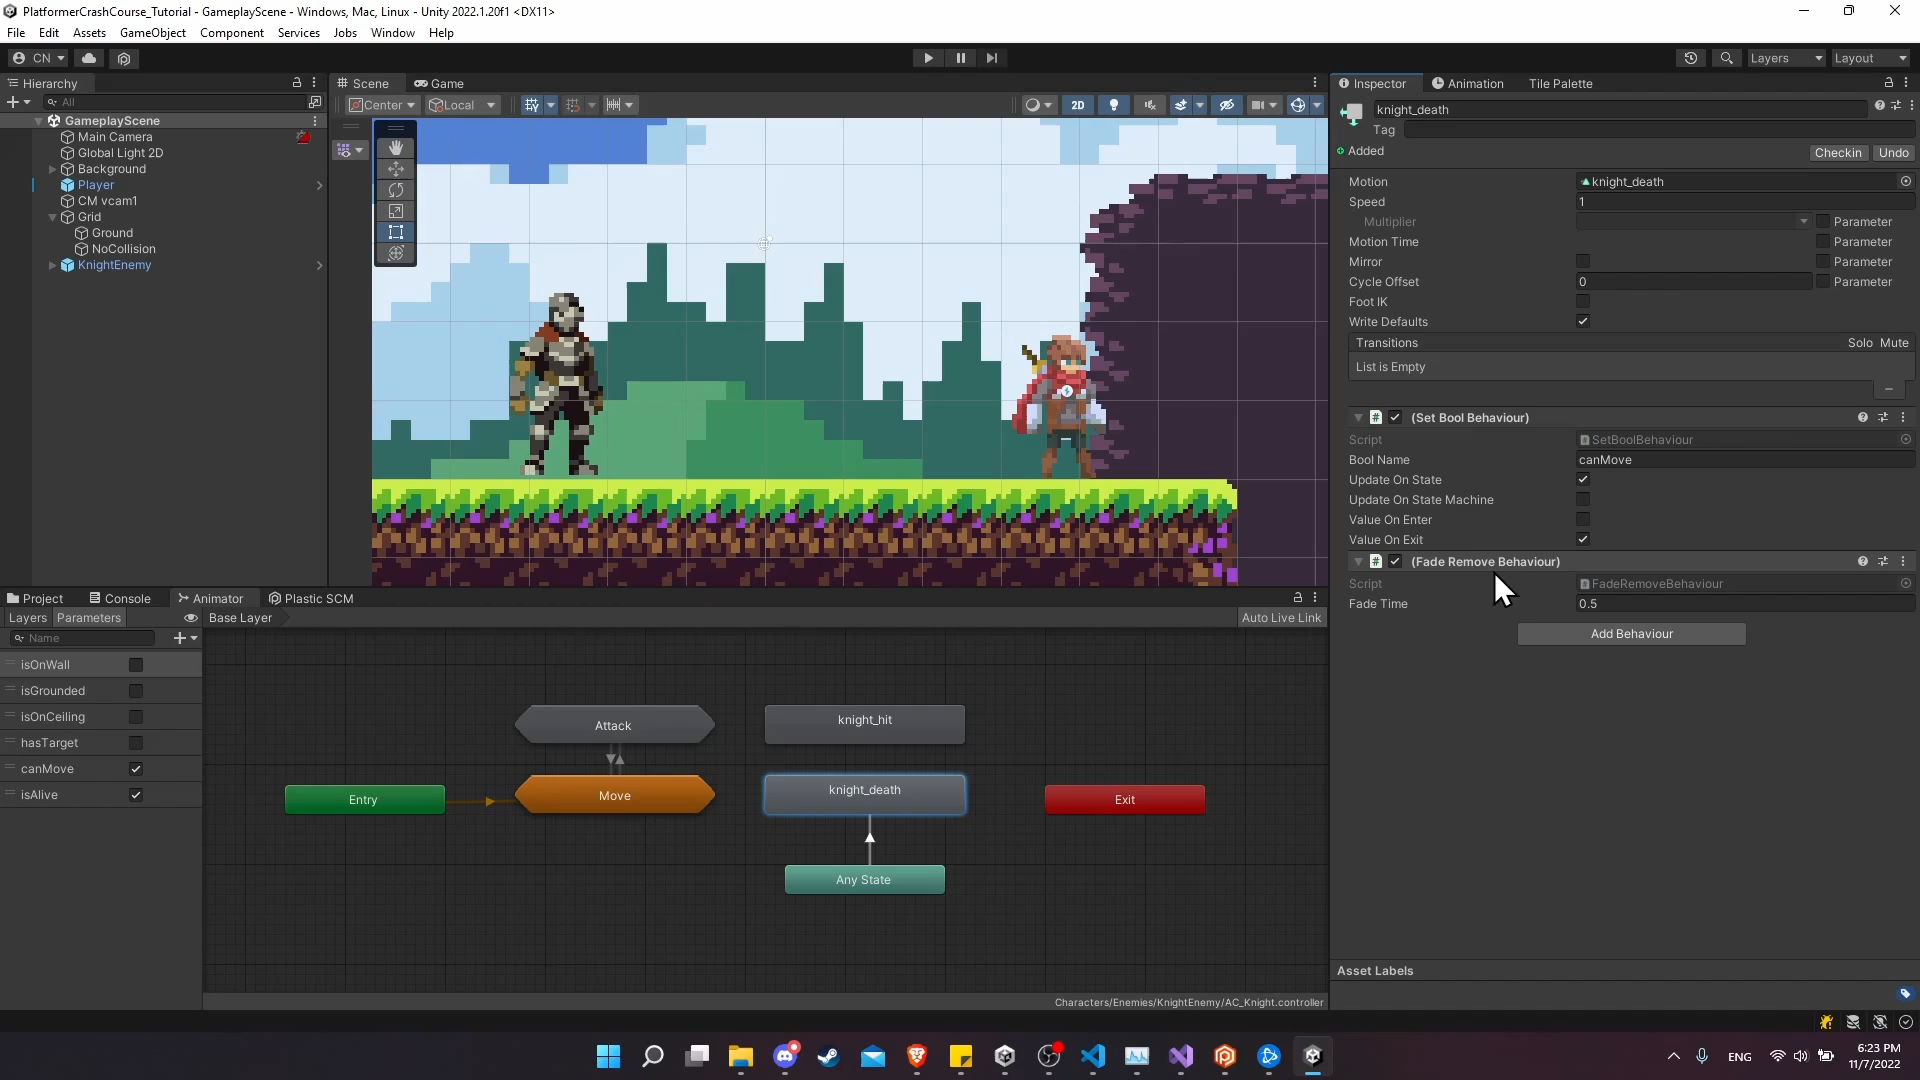 PlatformerCrashCourse_Tutorial - GameplayScene - Windows, Mac, Linux - Unity 2022.1.20f1 <DX11>
File Edit Assets GameObject Component Services Jobs Window Help
CN Layers Layout
Hierarchy
All
GameplayScene
Main Camera
Global Light 2D
Background
Player
CM vcam1
Grid
Ground
NoCollision
KnightEnemy
Scene Game
Center Local 2D
Inspector Animation Tile Palette
knight_death
Tag
Added Checkin Undo
Motion knight_death
Speed 1
Multiplier Parameter
Motion Time Parameter
Mirror Parameter
Cycle Offset 0 Parameter
Foot IK
Write Defaults
Transitions Solo Mute
List is Empty
(Set Bool Behaviour)
Script SetBoolBehaviour
Bool Name canMove
Update On State
Update On State Machine
Value On Enter
Value On Exit
(Fade Remove Behaviour)
Script FadeRemoveBehaviour
Fade Time 0.5
Add Behaviour
Asset Labels
Project Console Animator Plastic SCM
Layers Parameters Base Layer Auto Live Link
Name
isOnWall
isGrounded
isOnCeiling
hasTarget
canMove
isAlive
Attack knight_hit
Entry Move knight_death Exit
Any State
Characters/Enemies/KnightEnemy/AC_Knight.controller
ENG
6:23 PM
11/7/2022